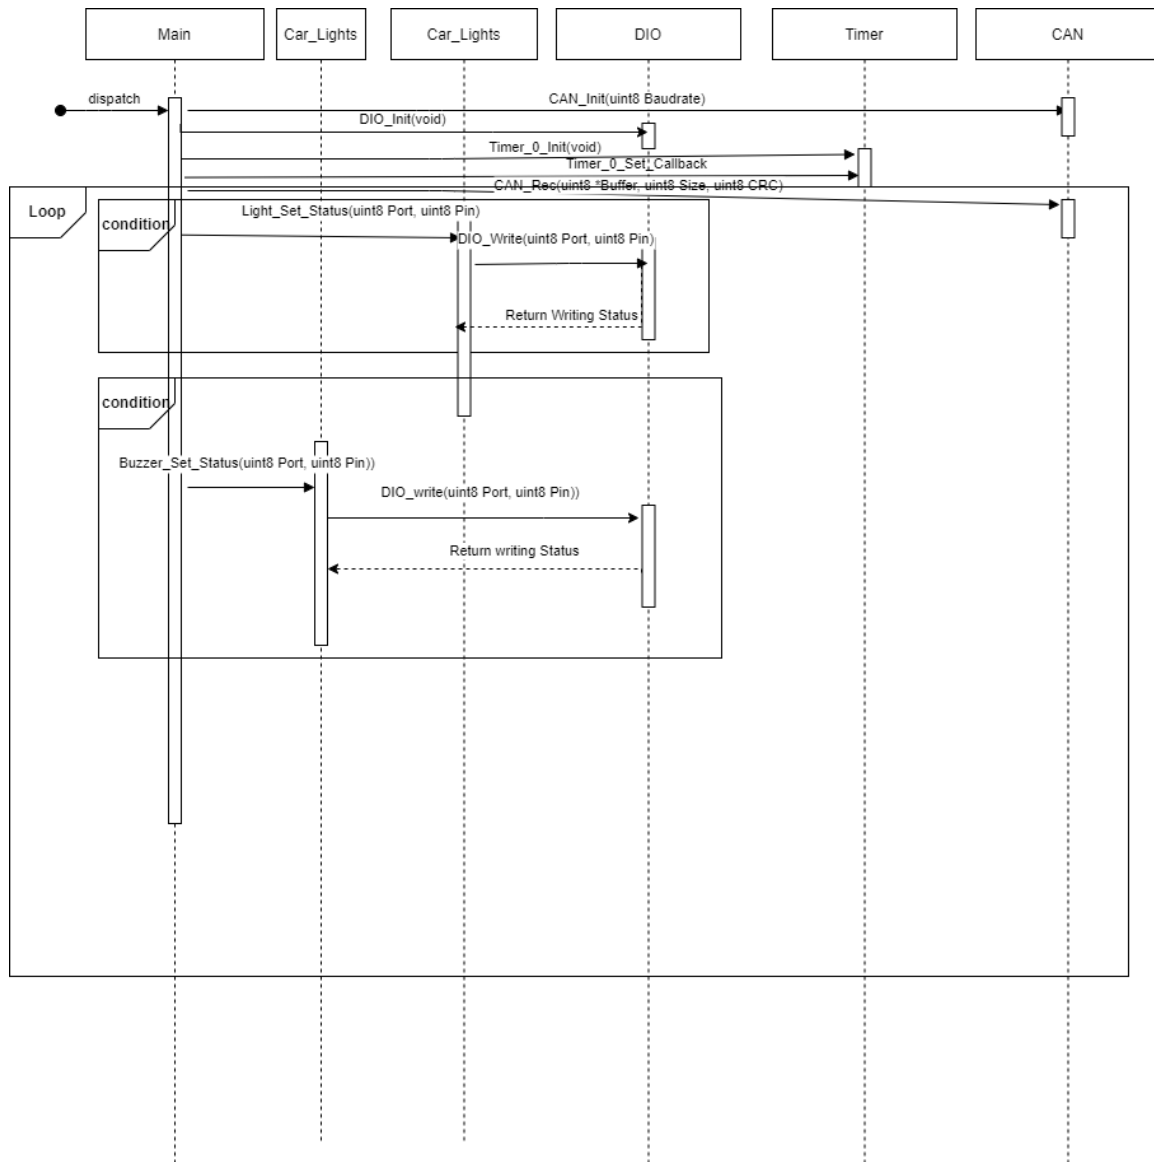 Main
Car_Lights
Car_Lights
DIO
Timer
CAN
dispatch
CAN_Init(uint8 Baudrate)
DIO_Init(void)
Timer_0_Init(void)
Timer_0_Set_Callback
CAN_Rec(uint8 *Buffer, uint8 Size, uint8 CRC)
Loop
condition
Light_Set_Status(uint8 Port, uint8 Pin)
DIO_Write(uint8 Port, uint8 Pin)
Return Writing Status
condition
Buzzer_Set_Status(uint8 Port, uint8 Pin))
DIO_write(uint8 Port, uint8 Pin))
Return writing Status